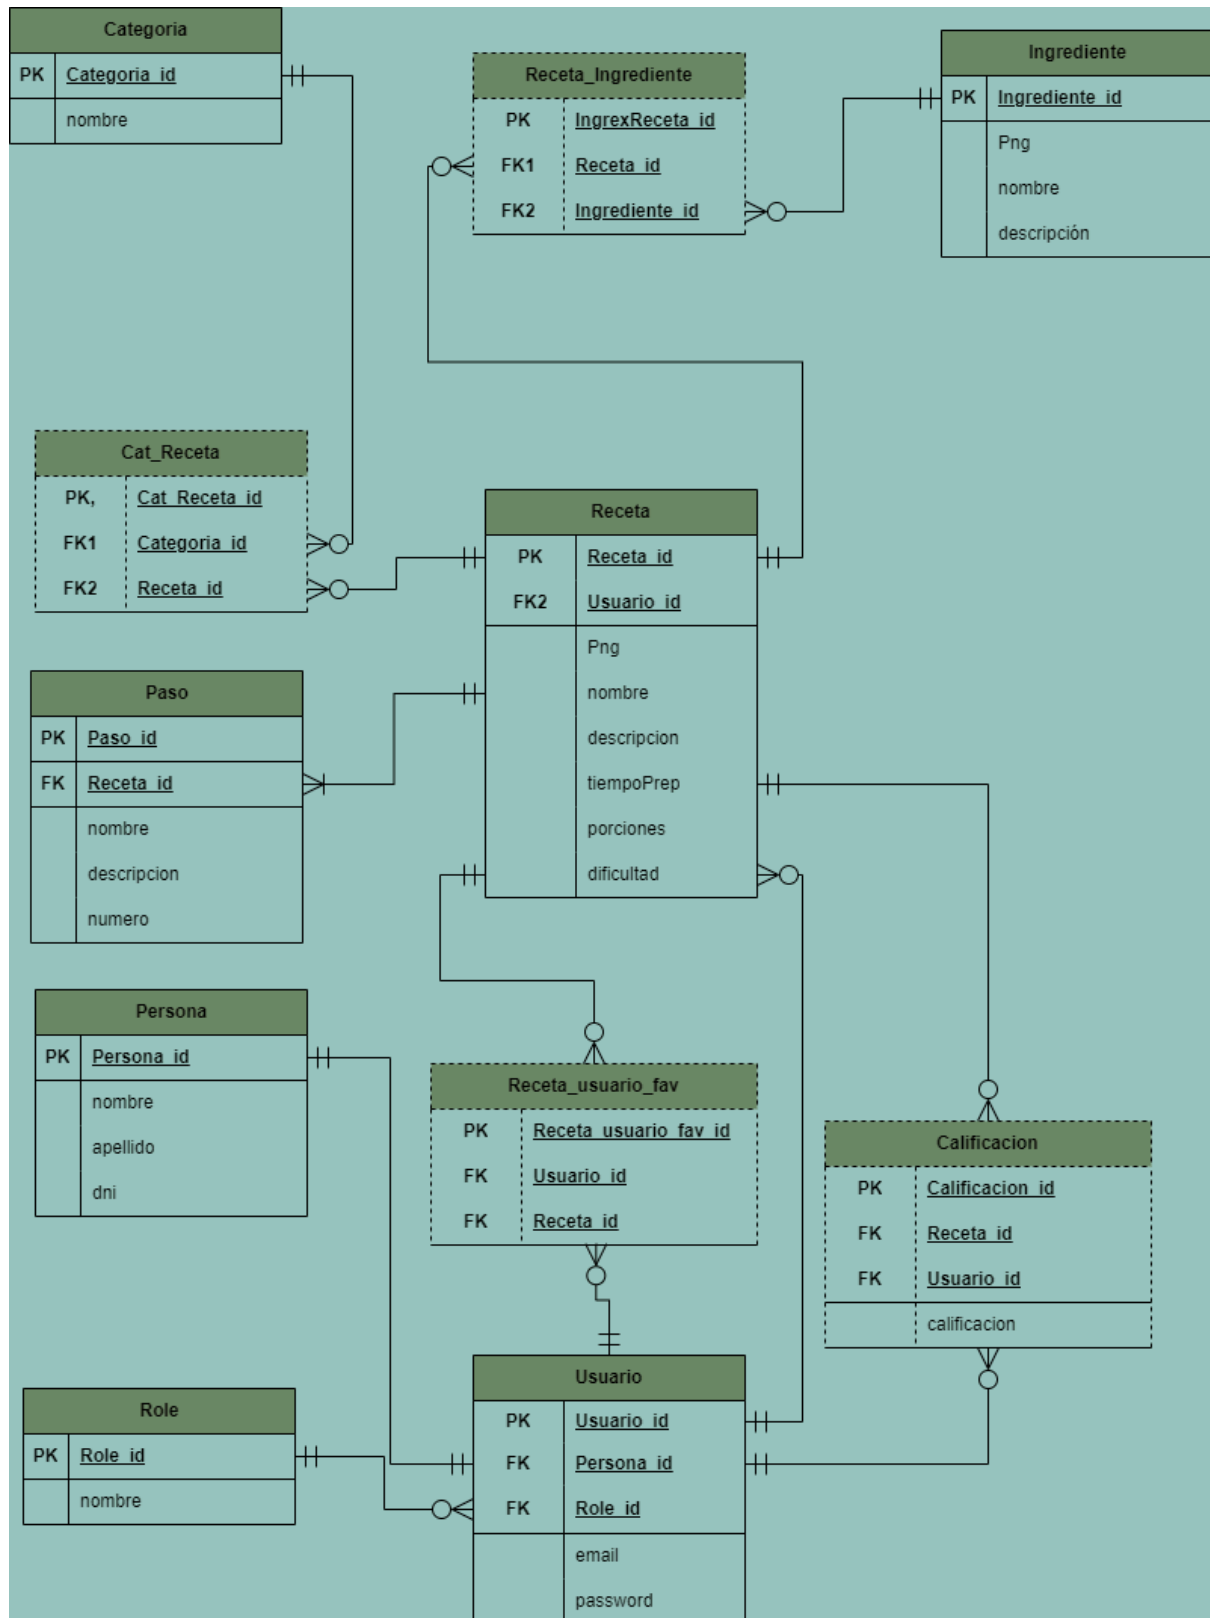 Categoria
PK Categoria_id
nombre
Receta_Ingrediente
PK IngrexReceta_id
FK1 Receta_id
FK2 Ingrediente_id
Ingrediente
PK Ingrediente_id
Png
nombre
descripción
Cat_Receta
PK, Cat_Receta_id
FK1 Categoria_id
FK2 Receta_id
Receta
PK Receta_id
FK2 Usuario_id
Png
nombre
descripcion
tiempoPrep
porciones
dificultad
Paso
PK Paso_id
FK Receta_id
nombre
descripcion
numero
Persona
PK Persona_id
nombre
apellido
dni
Receta_usuario_fav
PK Receta_usuario_fav_id
FK Usuario_id
FK Receta_id
Calificacion
PK Calificacion_id
FK Receta_id
FK Usuario_id
calificacion
Role
PK Role_id
nombre
Usuario
PK Usuario_id
FK Persona_id
FK Role_id
email
password